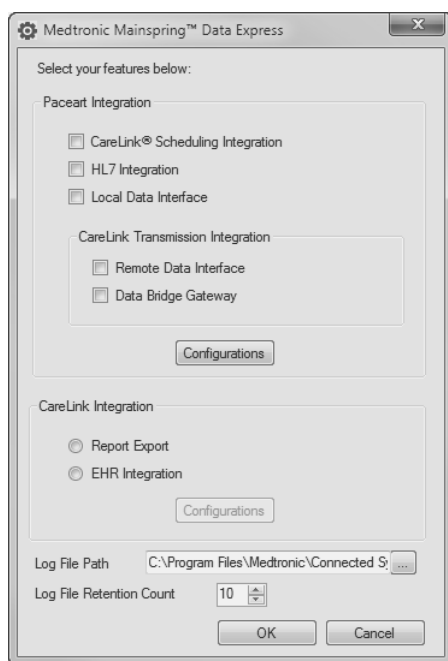 Medtronic Mainspring™ Data Express
Select your features below:
Paceart Integration
CareLink® Scheduling Integration
HL7 Integration
Local Data Interface
CareLink Transmission Integration
Remote Data Interface
Data Bridge Gateway
Configurations
CareLink Integration
Report Export
EHR Integration
Configurations
Log File Path C:\Program Files\Medtronic\Connected Sy ...
Log File Retention Count 10
OK Cancel